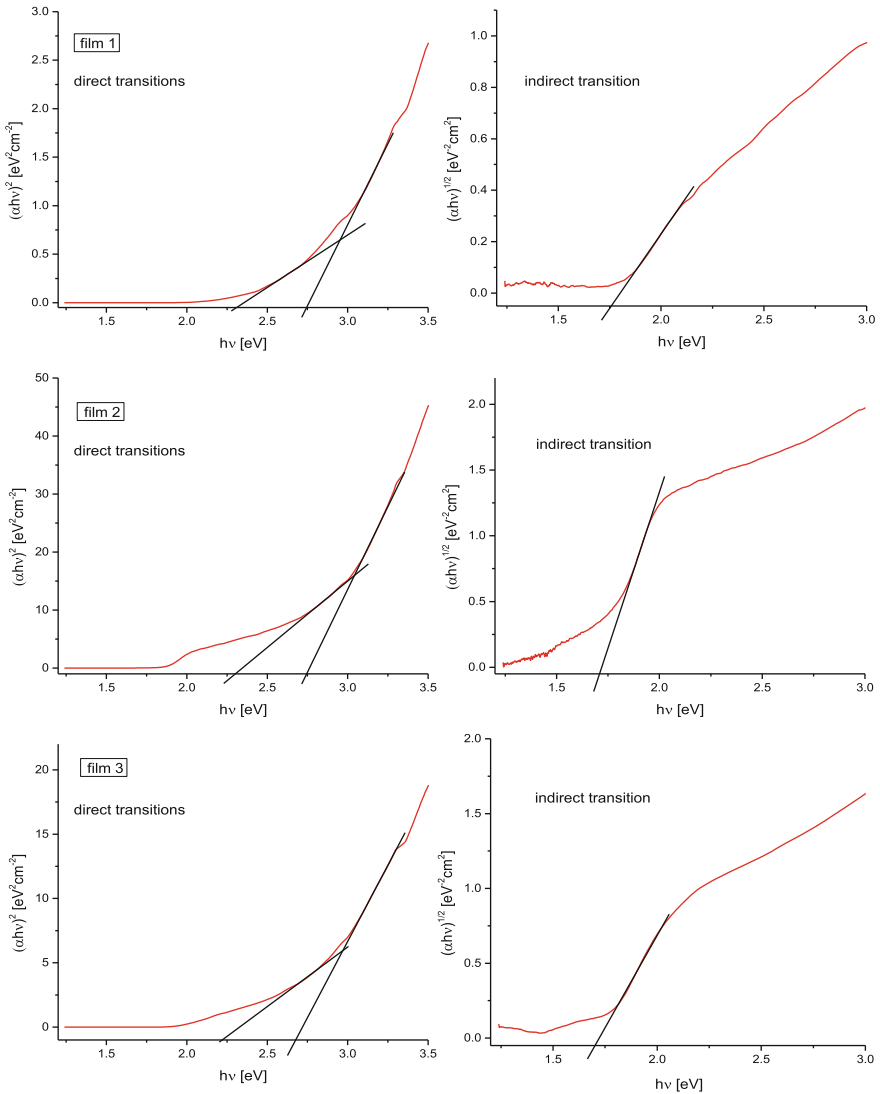 film 1
direct transitions
(αhν)² [eV²cm⁻²]
3.0
2.5
2.0
1.5
1.0
0.5
0.0
1.5 2.0 2.5 3.0 3.5
hν [eV]
indirect transition
(αhν)¹/² [eV⁻²cm²]
1.0
0.8
0.6
0.4
0.2
0.0
1.5 2.0 2.5 3.0
hν [eV]
film 2
direct transitions
(αhν)² [eV²cm⁻²]
50
40
30
20
10
0
1.5 2.0 2.5 3.0 3.5
hν [eV]
indirect transition
(αhν)¹/² [eV⁻²cm²]
2.0
1.5
1.0
0.5
0.0
1.5 2.0 2.5 3.0
hν [eV]
film 3
direct transitions
(αhν)² [eV²cm⁻²]
20
15
10
5
0
1.5 2.0 2.5 3.0 3.5
hν [eV]
indirect transition
(αhν)¹/² [eV⁻²cm²]
2.0
1.5
1.0
0.5
0.0
1.5 2.0 2.5 3.0
hν [eV]